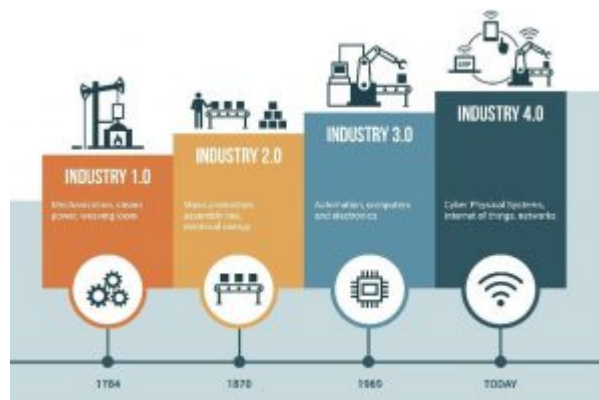 INDUSTRY 1.0
Mechanization, steam
power, weaving loom
INDUSTRY 2.0
Mass production,
assembly line,
electrical energy
INDUSTRY 3.0
Automation, computers
and electronics
INDUSTRY 4.0
Cyber Physical Systems,
internet of things, networks
1784
1870
1969
TODAY